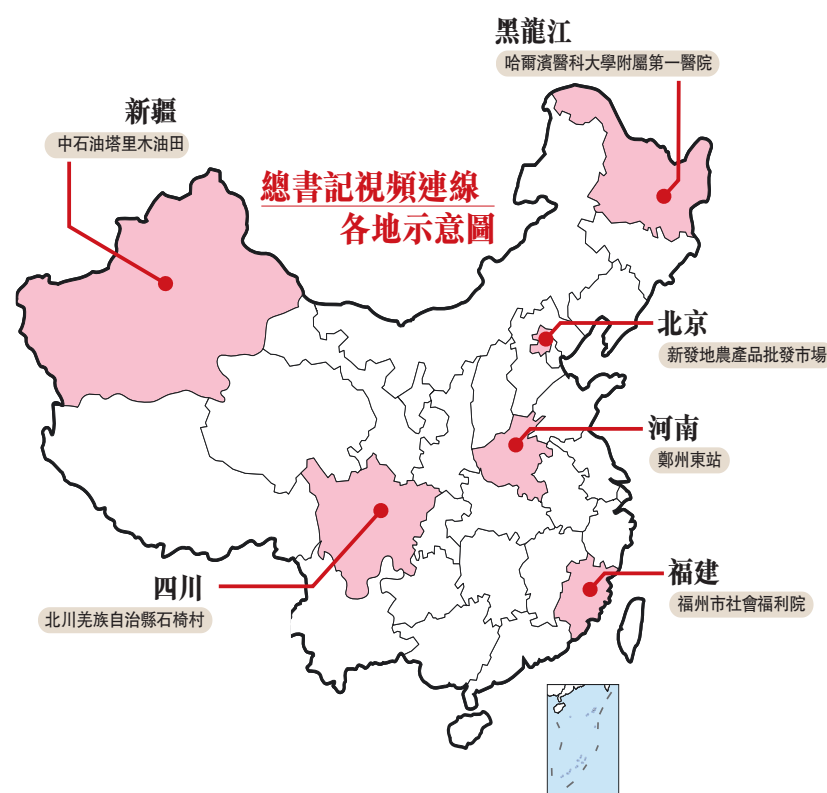 黑龍江
哈爾濱醫科大學附屬第一醫院
新疆
中石油塔里木油田
總書記視頻連線
各地示意圖
北京
新發地農產品批發市場
河南
鄭州東站
四川
北川羌族自治縣石椅村
福建
福州市社會福利院